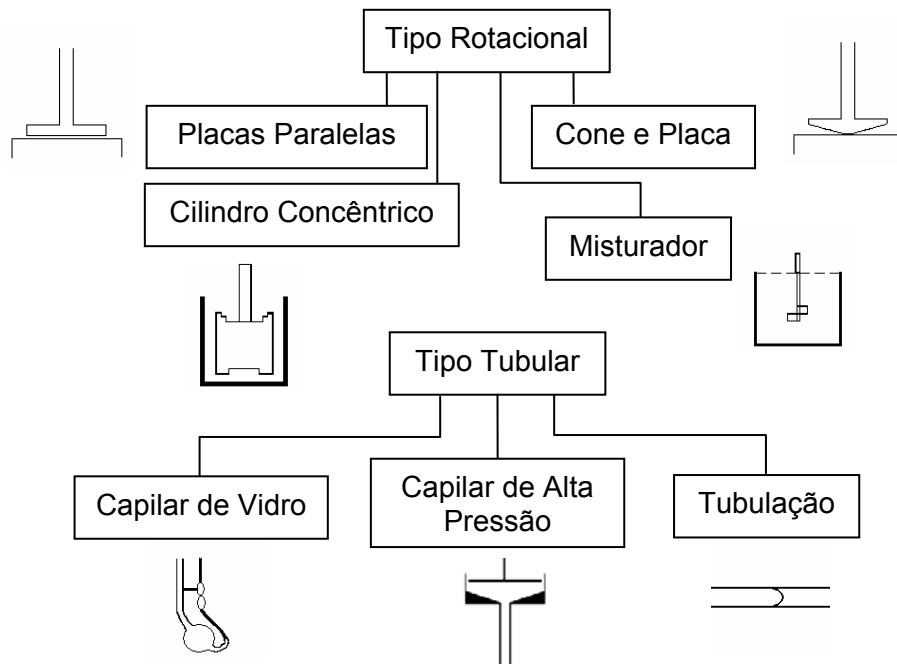 Tipo Rotacional
Placas Paralelas
Cone e Placa
Cilindro Concêntrico
Misturador
Tipo Tubular
Capilar de Vidro
Capilar de Alta
Pressão
Tubulação